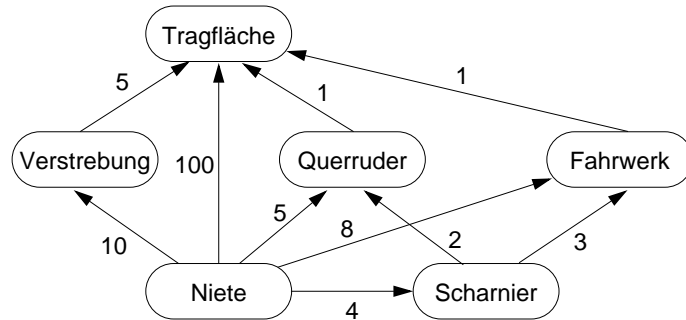 Tragfläche
5
1
1
Verstrebung
100
Querruder
Fahrwerk
5
8
2
3
10
Niete
4
Scharnier